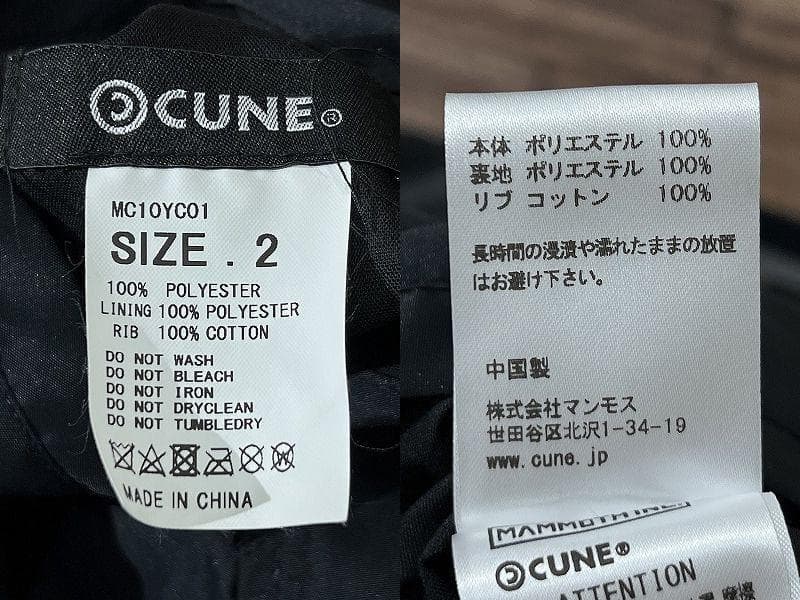 CUNE®
MC10YC01
SIZE . 2
100% POLYESTER
LINING 100% POLYESTER
RIB 100% COTTON
DO NOT WASH
DO NOT BLEACH
DO NOT IRON
DO NOT DRYCLEAN
DO NOT TUMBLEDRY
MADE IN CHINA
本体 ポリエステル 100%
裏地 ポリエステル 100%
リブ コットン 100%
長時間の浸漬や濡れたままの放置
はお避け下さい。
中国製
株式会社マンモス
世田谷区北沢1-34-19
www.cune.jp
CUNE®
ATTENTION